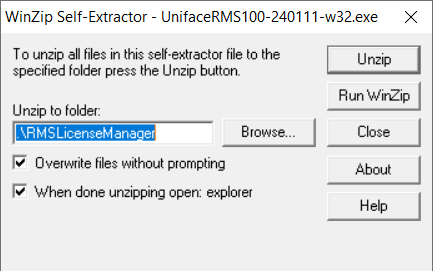 WinZip Self-Extractor - UnifaceRMS100-240111-w32.exe
To unzip all files in this self-extractor file to the
specified folder press the Unzip button.
Unzip to folder:
.\RMSLicenseManager
Browse...
Overwrite files without prompting
When done unzipping open: explorer
Unzip
Run WinZip
Close
About
Help